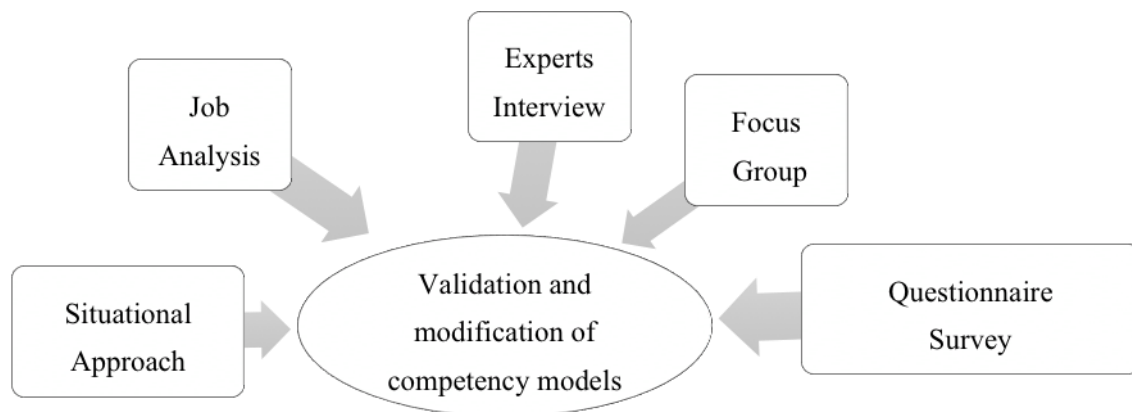 Experts
Interview
Job
Analysis
Focus
Group
Situational
Approach
Validation and
modification of
competency models
Questionnaire
Survey